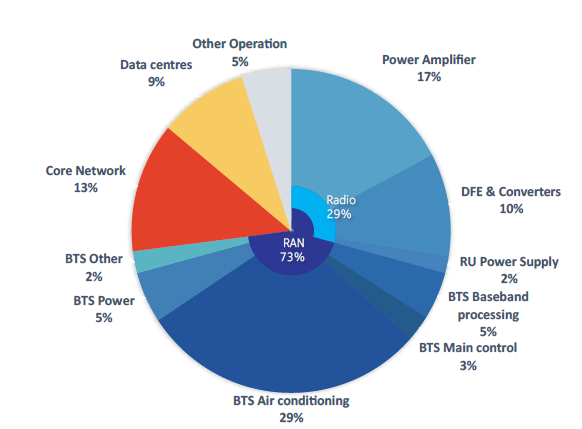 Other Operation
5%
Data centres
9%
Power Amplifier
17%
Core Network
13%
DFE & Converters
10%
Radio
29%
RAN
73%
BTS Other
2%
RU Power Supply
2%
BTS Power
5%
BTS Baseband
processing
5%
BTS Main control
3%
BTS Air conditioning
29%